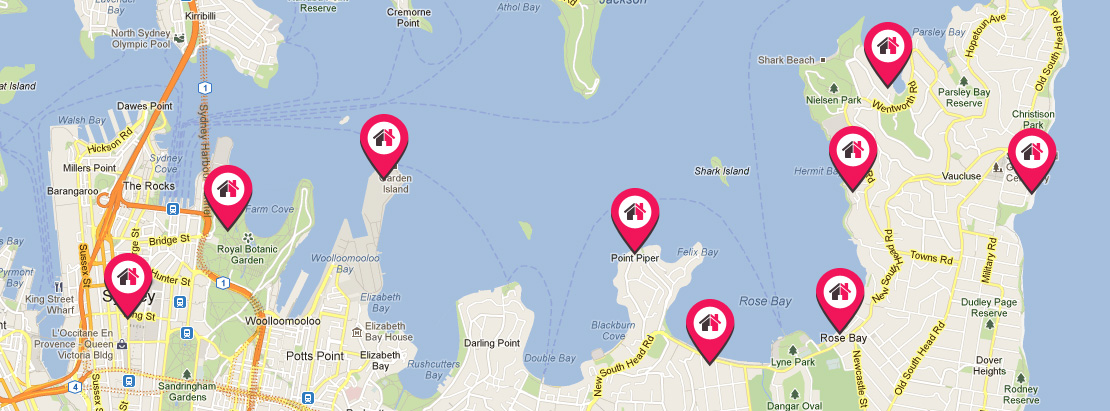 Kirribilli
Cremorne
Point
Reserve
Athol Bay
Jackson
North Sydney
Olympic Pool
Parsley Bay
Hopetoun Ave
Old South Head Rd
Shark Beach
Nielsen Park
Wentworth Rd
Parsley Bay
Reserve
Christison
Park
at Island
Dawes Point
1
Walsh Bay
Hickson Rd
Sydney
Cove
Millers Point
Barangaroo
The Rocks
Farm Cove
Garden
Island
Shark Island
Hermit Ba
Rd
Vaucluse
Bridge St
Royal Botanic
Garden
Woolloomooloo
Bay
Point Piper
Felix Bay
New South Head Rd
Towns Rd
Military Rd
Sussex St
Hunter St
1
King Street
Wharf
Sydney
ng St
Elizabeth
Bay
Rose Bay
Dudley Page
Reserve
L'Occitane En
Provence - Queen
Victoria Bldg
Woolloomooloo
Elizabeth
Bay House
Blackburn
Cove
Rose Bay
Potts Point
Elizabeth
Bay
Darling Point
Double Bay
Rushcutters
Bay
New South Head Rd
Lyne Park
Newcastle St
Old South Head Rd
Dover
Heights
4
Sussex St
Sandringham
Gardens
Dangar Oval
Rodney
Reserve